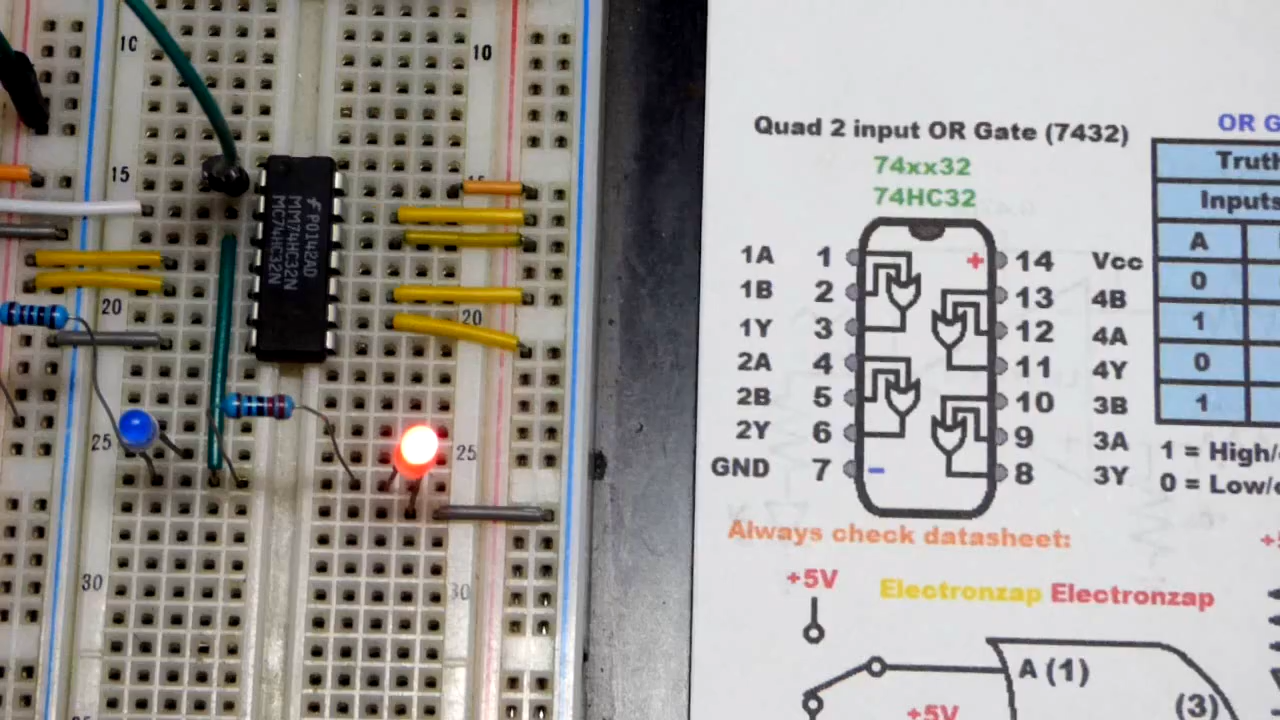 10
10
15
15
20
20
25
25
30
30
P0142AD
MM74HC32N
MC74HC32N
Quad 2 input OR Gate (7432)
74xx32
74HC32
1A 1
1B 2
1Y 3
2A 4
2B 5
2Y 6
GND 7
+
−
14 Vcc
13 4B
12 4A
11 4Y
10 3B
9 3A
8 3Y
OR G
Truth
Inputs
A
0
1
0
1
1 = High/
0 = Low/
Always check datasheet:
Electronzap Electronzap
+5V
A (1)
+5V
(3)